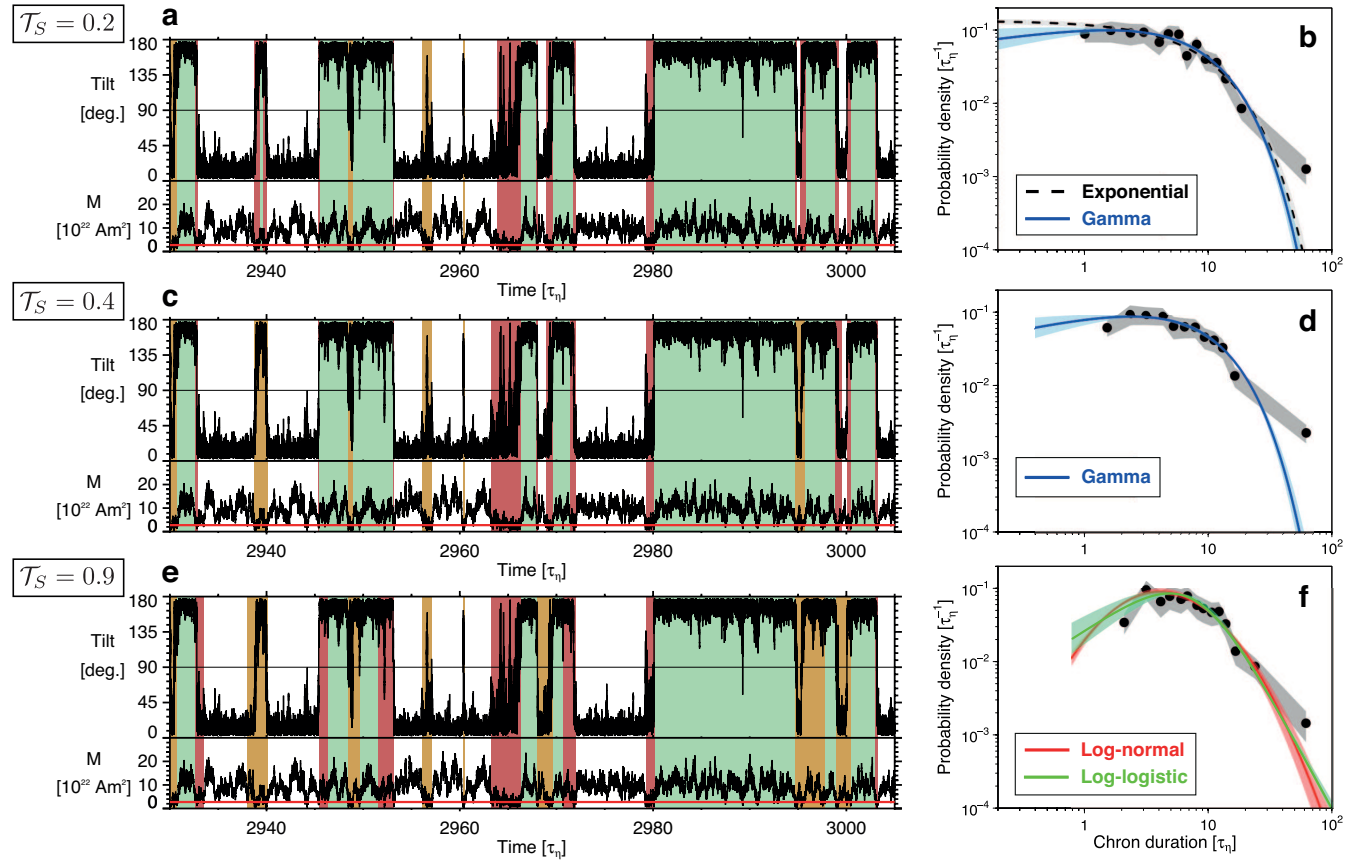 𝒯_S = 0.2
a
180
135
Tilt
90
[deg.]
45
0
M
20
[10²² Am²]
10
0
2940
2960
2980
3000
Time [τ_η]
b
Probability density [τ_η⁻¹]
10⁻¹
10⁻²
10⁻³
10⁻⁴
Exponential
Gamma
1
10
10²
𝒯_S = 0.4
c
180
135
Tilt
90
[deg.]
45
0
M
20
[10²² Am²]
10
0
2940
2960
2980
3000
Time [τ_η]
d
Probability density [τ_η⁻¹]
10⁻¹
10⁻²
10⁻³
10⁻⁴
Gamma
1
10
10²
𝒯_S = 0.9
e
180
135
Tilt
90
[deg.]
45
0
M
20
[10²² Am²]
10
0
2940
2960
2980
3000
Time [τ_η]
f
Probability density [τ_η⁻¹]
10⁻¹
10⁻²
10⁻³
10⁻⁴
Log-normal
Log-logistic
1
10
10²
Chron duration [τ_η]